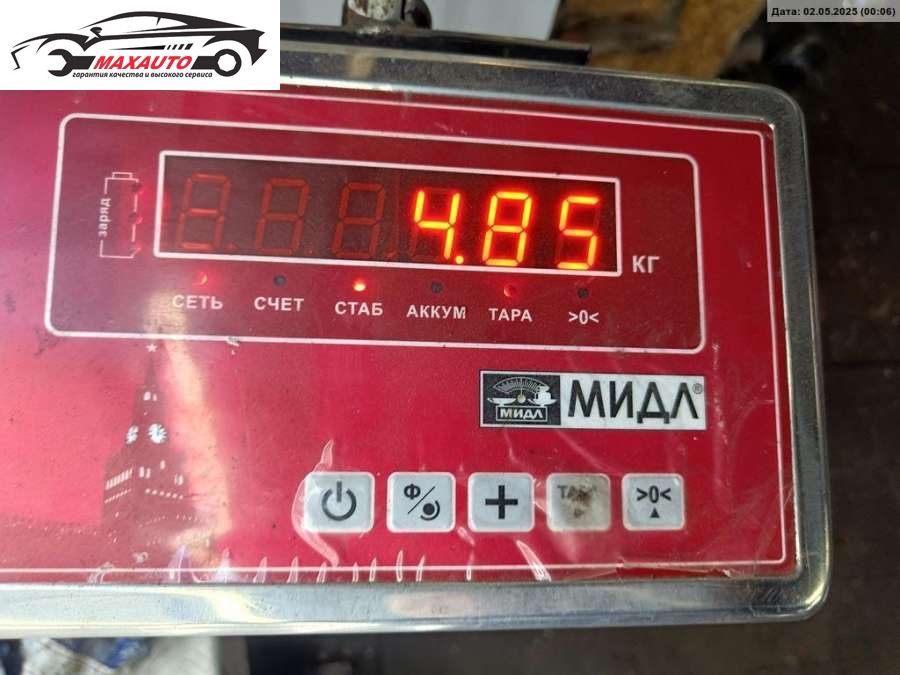 Дата: 02.05.2025 (00:06)
MAXAUTO
гарантия качества и высокого сервиса
заряд
4.85
КГ
СЕТЬ СЧЕТ СТАБ АККУМ ТАРА >0<
МИДЛ МИДЛ®
Ф/ >0<